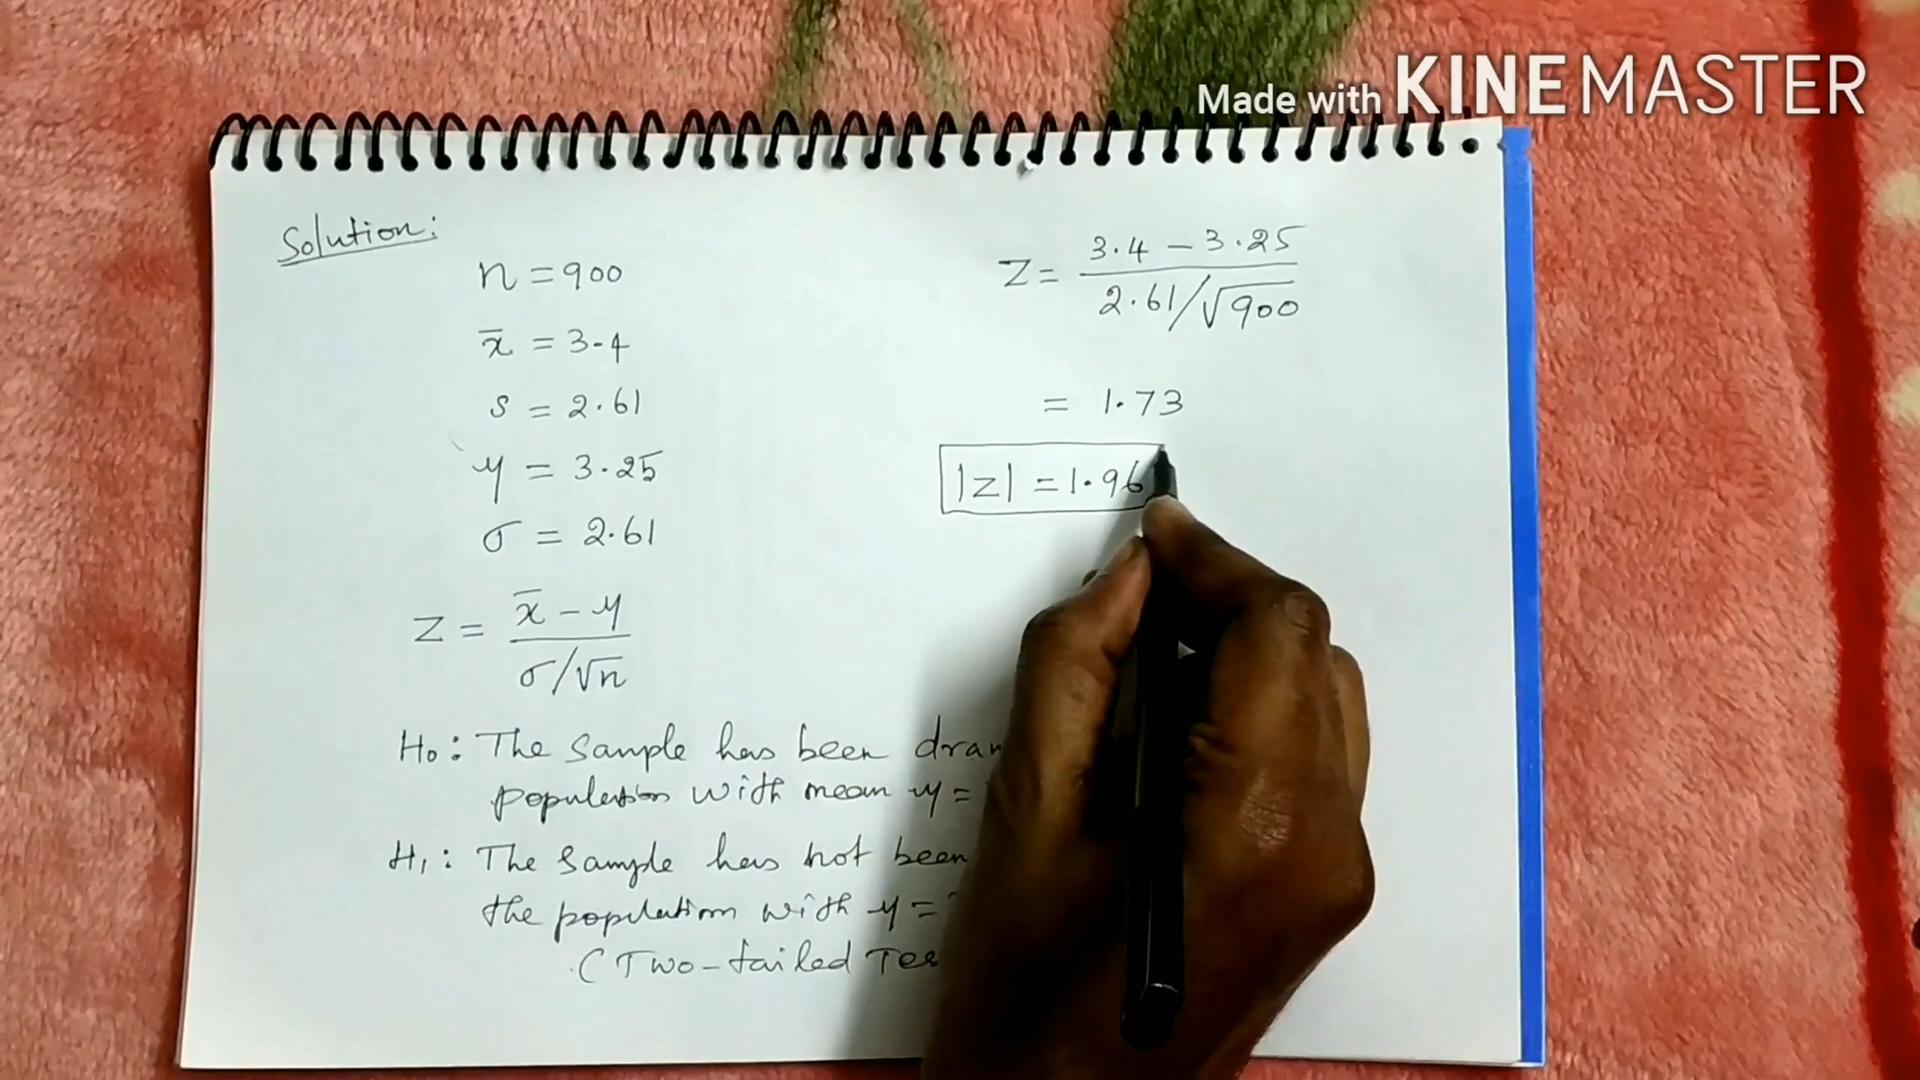 Made with KINEMASTER
Solution:
n = 900
x̄ = 3.4
s = 2.61
μ = 3.25
σ = 2.61
Z = x̄ - μ / σ/√n
H₀: The sample has been
population with mean μ =
H₁: The sample has not been
the population with μ =
(Two-tailed
Z = 3.4 - 3.25 / 2.61/√900
= 1.73
|Z| = 1.96